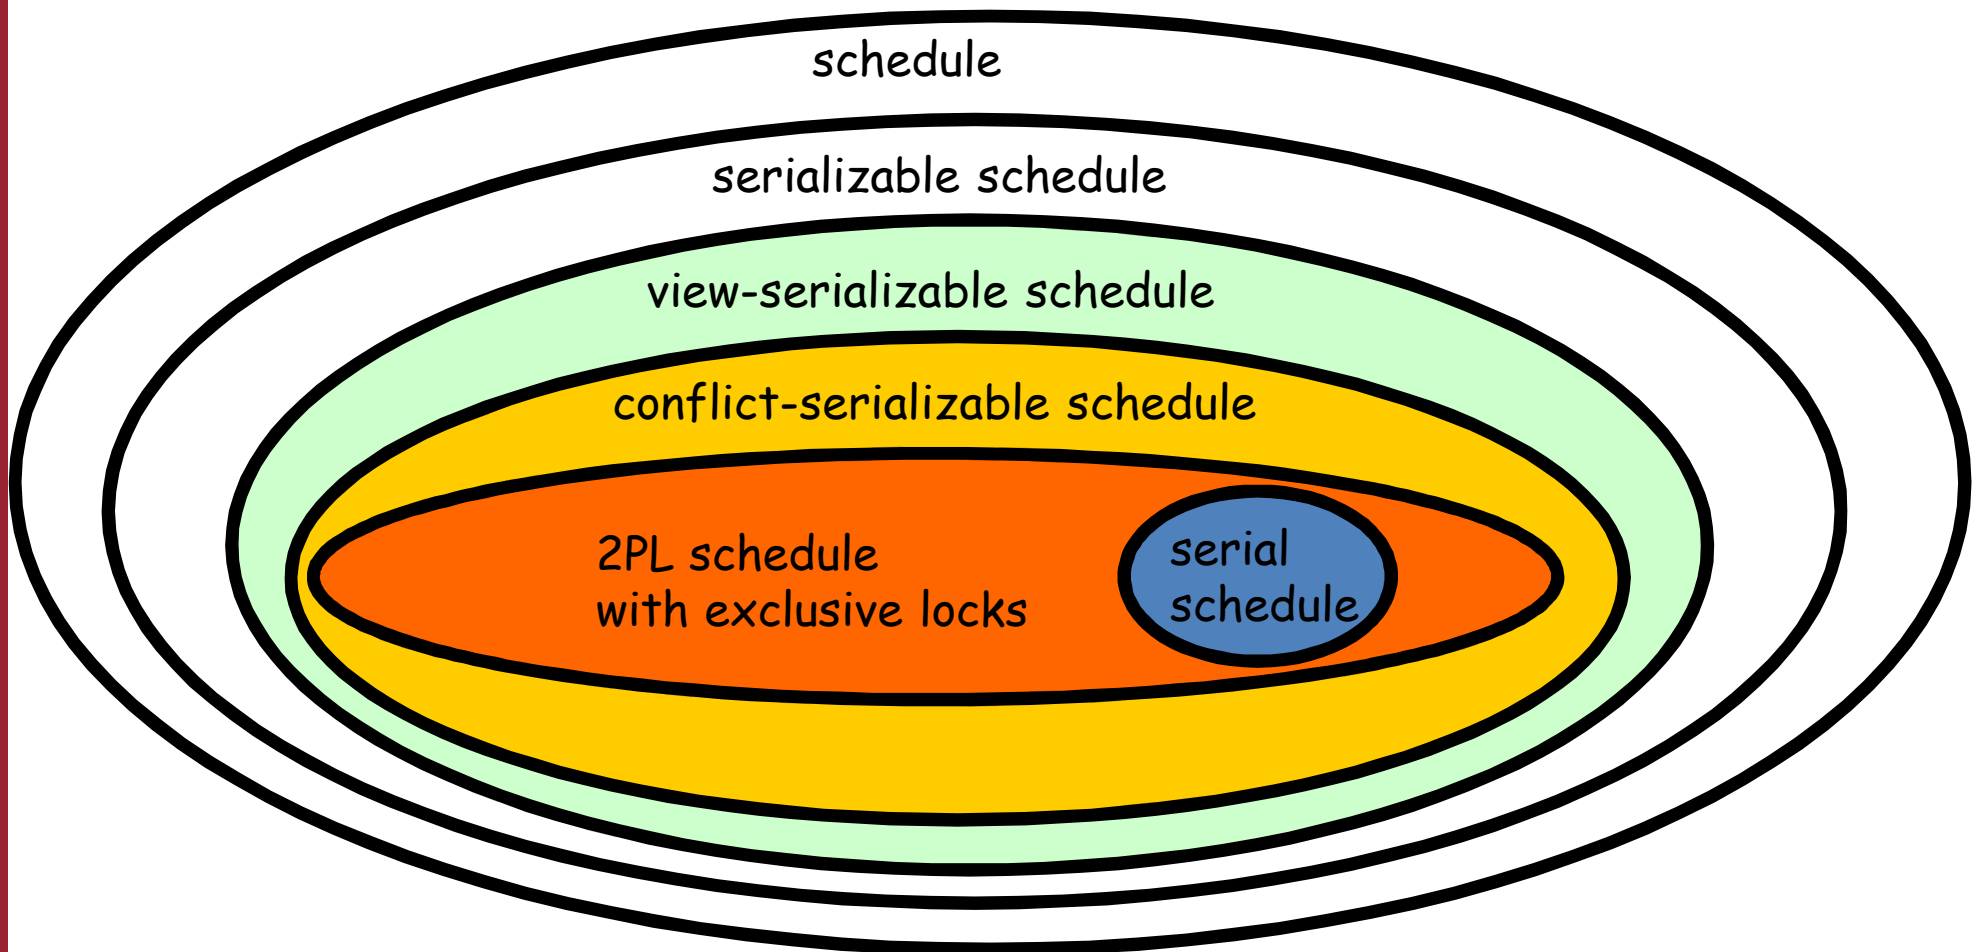 schedule
serializable schedule
view-serializable schedule
conflict-serializable schedule
2PL schedule
with exclusive locks
serial
schedule